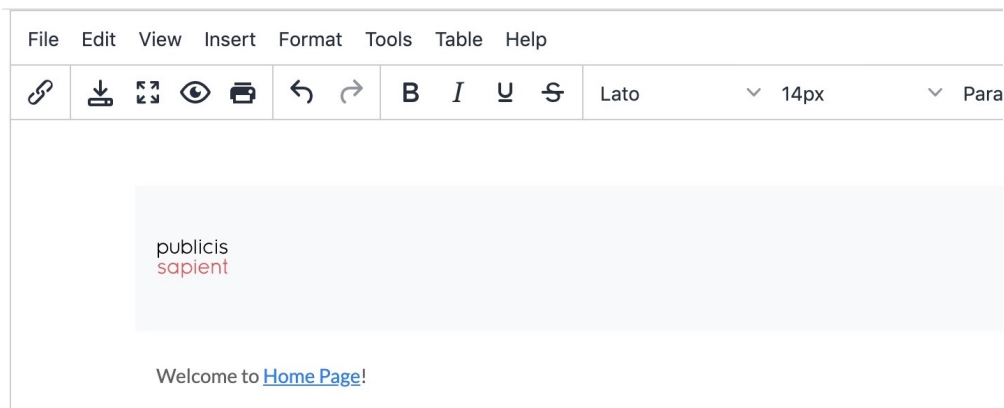 File Edit View Insert Format Tools Table Help
B I U S Lato 14px Para
publicis
sapient
Welcome to Home Page!